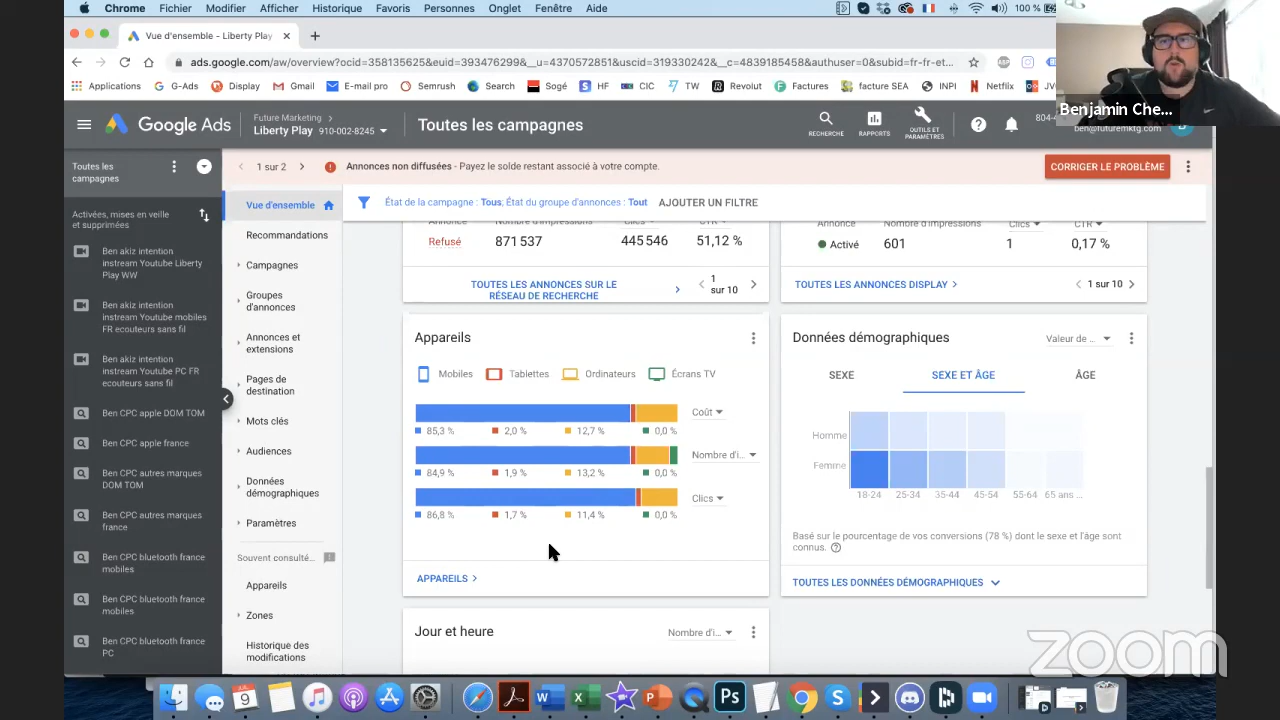 Chrome Fichier Modifier Afficher Historique Favoris Personnes Onglet Fenêtre Aide
100 %
Vue d'ensemble - Liberty Play
ads.google.com/aw/overview?ocid=358135625&euid=393476299&__u=4370572851&uscid=319330242&__c=4839185458&authuser=0&subid=fr-fr-et...
ABP
Applications G-Ads Display Gmail E-mail pro Semrush Search Sogé HF CIC TW Revolut Factures facture SEA INPI Netflix
Benjamin Che...
Google Ads
Future Marketing
Liberty Play 910-002-8245
Toutes les campagnes
RECHERCHE
RAPPORTS
OUTILS ET
PARAMÈTRES
804-
ben@futuremktg.com
Toutes les
campagnes
1 sur 2
Annonces non diffusées - Payez le solde restant associé à votre compte.
CORRIGER LE PROBLÈME
Activées, mises en veille
et supprimées
Ben akiz intention
instream Youtube Liberty
Play WW
Ben akiz intention
instream Youtube mobiles
FR ecouteurs sans fil
Ben akiz intention
instream Youtube PC FR
ecouteurs sans fil
Ben CPC apple DOM TOM
Ben CPC apple france
Ben CPC autres marques
DOM TOM
Ben CPC autres marques
france
Ben CPC bluetooth france
mobiles
Ben CPC bluetooth france
mobiles
Ben CPC bluetooth france
PC
Vue d'ensemble
Recommandations
Campagnes
Groupes
d'annonces
Annonces et
extensions
Pages de
destination
Mots clés
Audiences
Données
démographiques
Paramètres
Souvent consulté...
Appareils
Zones
Historique des
modifications
État de la campagne : Tous; État du groupe d'annonces : Tout AJOUTER UN FILTRE
Annonce Nombre d'impressions Clics CTR
Refusé 871 537 445 546 51,12 %
TOUTES LES ANNONCES SUR LE
RÉSEAU DE RECHERCHE
1
sur 10
Annonce Nombre d'impressions Clics CTR
Activé 601 1 0,17 %
TOUTES LES ANNONCES DISPLAY
1 sur 10
Appareils
Mobiles Tablettes Ordinateurs Écrans TV
Coût
85,3 % 2,0 % 12,7 % 0,0 %
Nombre d'i...
84,9 % 1,9 % 13,2 % 0,0 %
Clics
86,8 % 1,7 % 11,4 % 0,0 %
APPAREILS
Données démographiques
Valeur de ...
SEXE SEXE ET ÂGE ÂGE
Homme
Femme
18-24 25-34 35-44 45-54 55-64 65 ans ...
Basé sur le pourcentage de vos conversions (78 %) dont le sexe et l'âge sont
connus.
TOUTES LES DONNÉES DÉMOGRAPHIQUES
Jour et heure
Nombre d'i...
zoom
9
Ps